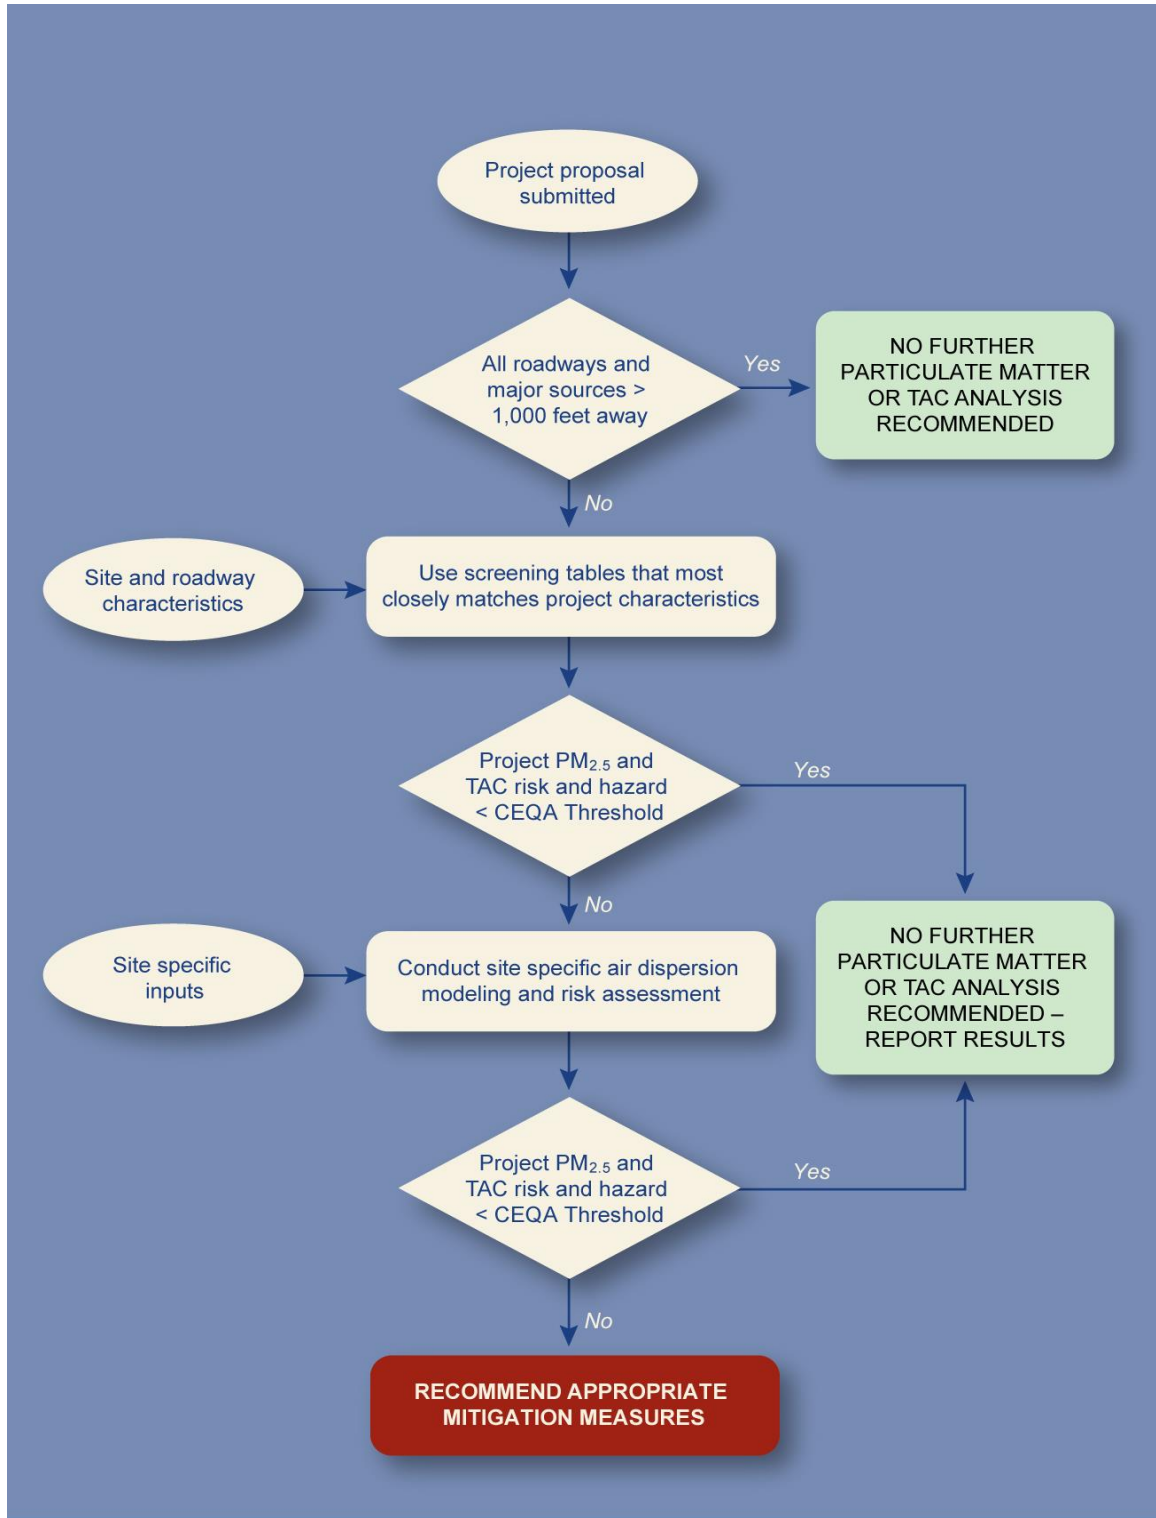 Project proposal
submitted
All roadways and
major sources >
1,000 feet away
Yes
NO FURTHER
PARTICULATE MATTER
OR TAC ANALYSIS
RECOMMENDED
No
Site and roadway
characteristics
Use screening tables that most
closely matches project characteristics
Project PM₂.₅ and
TAC risk and hazard
< CEQA Threshold
Yes
No
Site specific
inputs
Conduct site specific air dispersion
modeling and risk assessment
NO FURTHER
PARTICULATE MATTER
OR TAC ANALYSIS
RECOMMENDED –
REPORT RESULTS
Project PM₂.₅ and
TAC risk and hazard
< CEQA Threshold
Yes
No
RECOMMEND APPROPRIATE
MITIGATION MEASURES